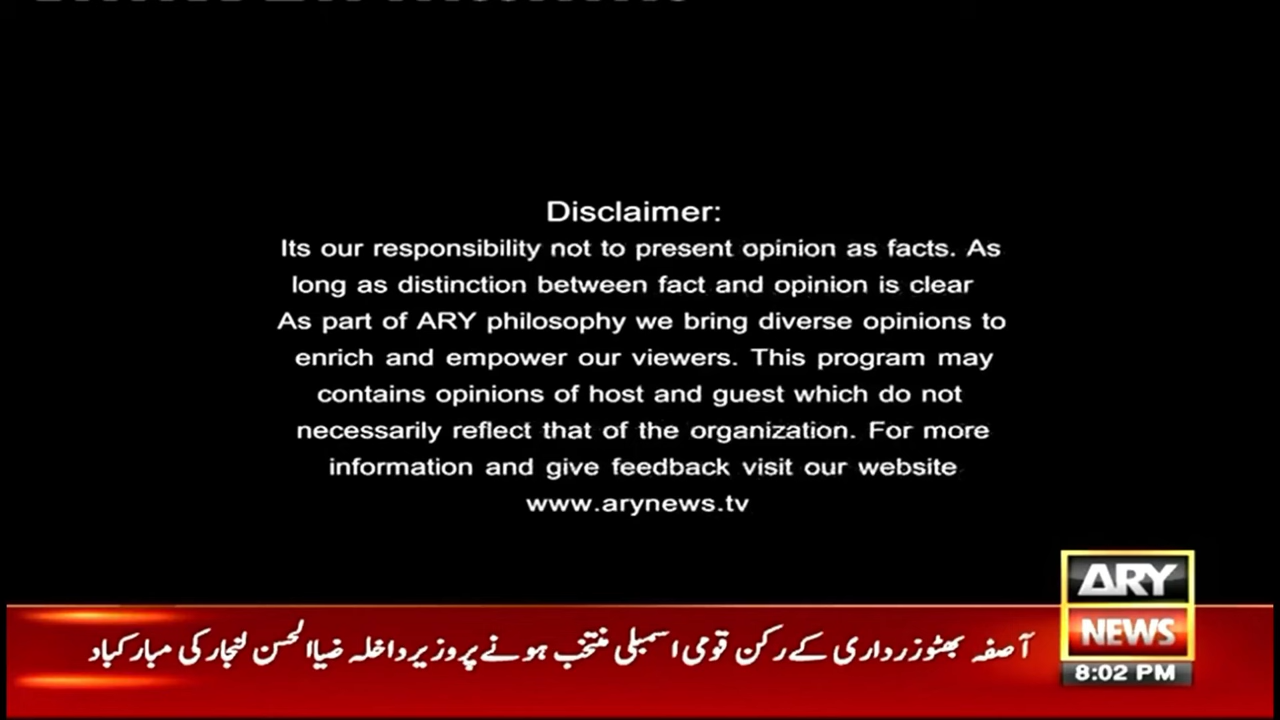 Disclaimer:
Its our responsibility not to present opinion as facts. As
long as distinction between fact and opinion is clear
As part of ARY philosophy we bring diverse opinions to
enrich and empower our viewers. This program may
contains opinions of host and guest which do not
necessarily reflect that of the organization. For more
information and give feedback visit our website
www.arynews.tv
ARY
NEWS
8:02 PM
آصفہ بھٹوزرداری کے رکن قومی اسمبلی منتخب ہونے پر وزیر داخلہ ضیاالحسن لنجار کی مبارکباد